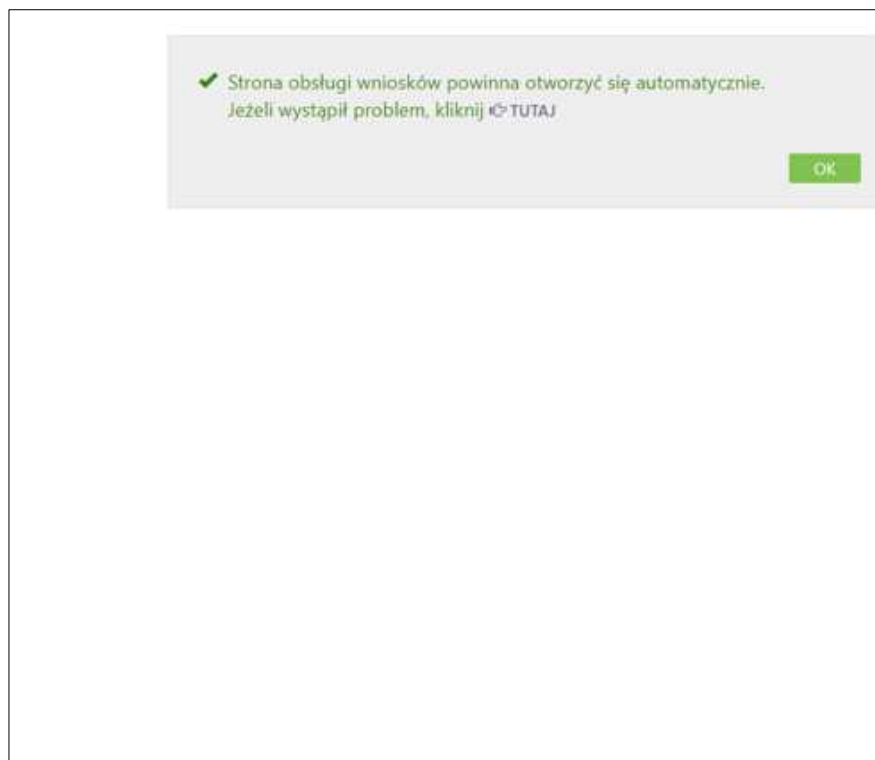 Strona obsługi wniosków powinna otworzyć się automatycznie.
Jeżeli wystąpił problem, kliknij TUTAJ
OK